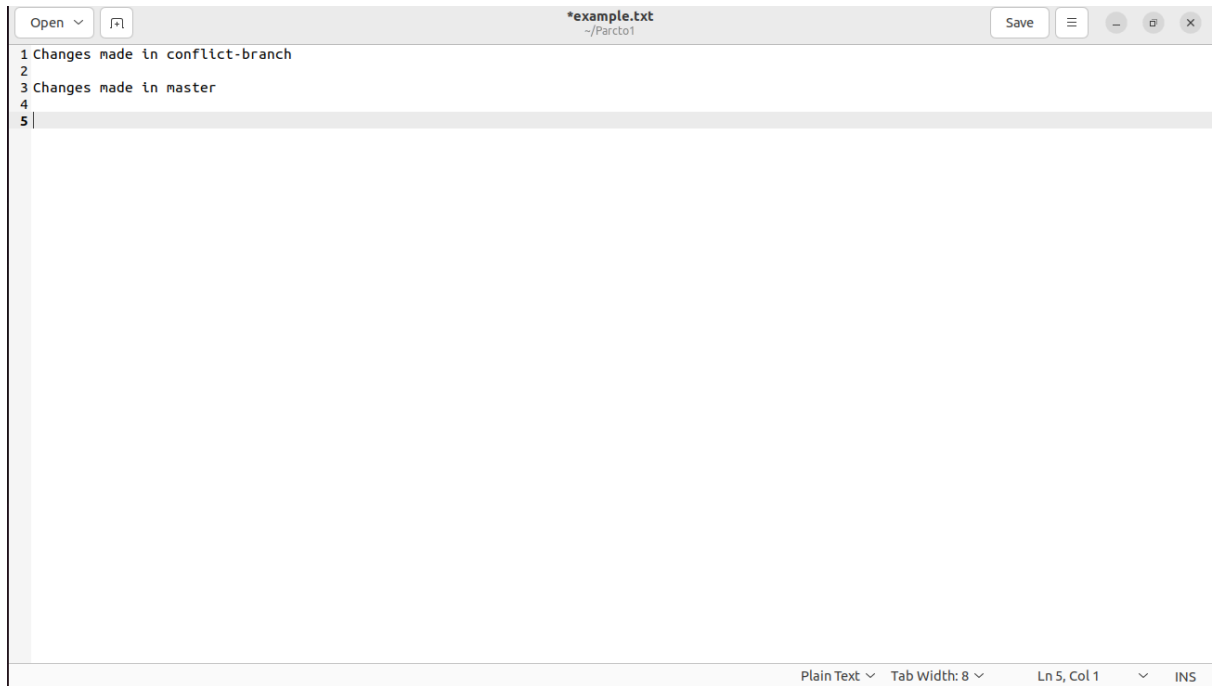 Open
*example.txt
~/Parcto1
Save
1 Changes made in conflict-branch
2
3 Changes made in master
4
5
Plain Text Tab Width: 8 Ln 5, Col 1 INS